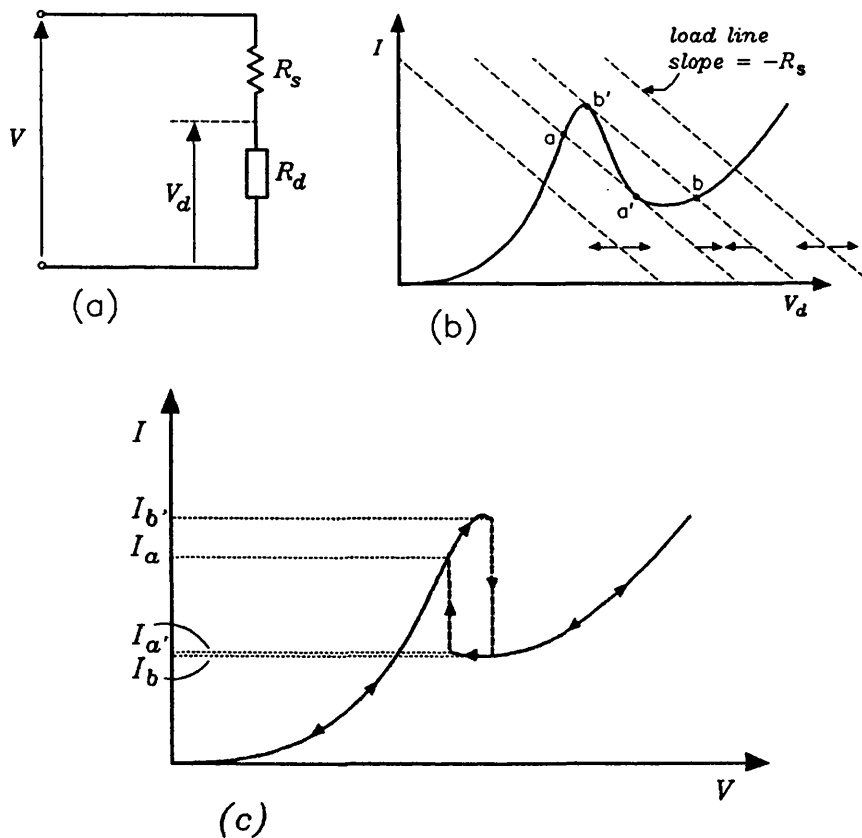 V
R_s
R_d
V_d
(a)
I
load line
slope = -R_s
a
b'
a'
b
V_d
(b)
I
I_b'
I_a
I_a'
I_b
V
(c)